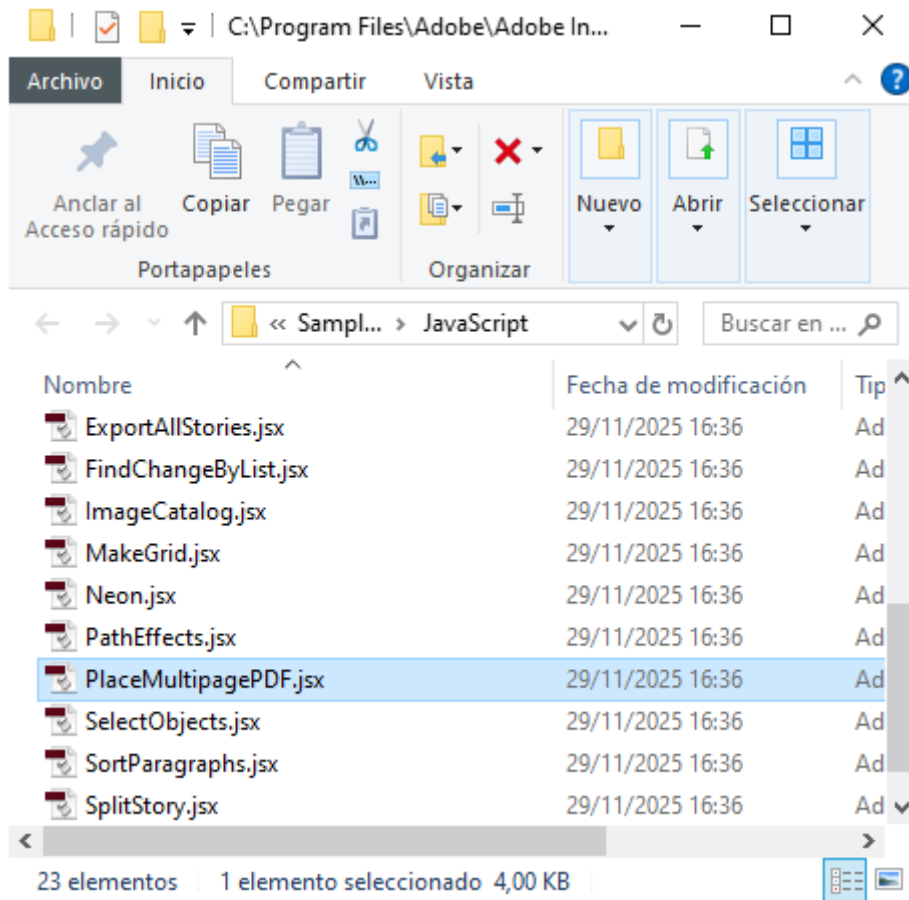 C:\Program Files\Adobe\Adobe In...
Archivo Inicio Compartir Vista
Anclar al Acceso rápido Copiar Pegar Nuevo Abrir Seleccionar
Portapapeles Organizar
« Sampl... › JavaScript Buscar en ...
Nombre Fecha de modificación Tip
ExportAllStories.jsx 29/11/2025 16:36 Ad
FindChangeByList.jsx 29/11/2025 16:36 Ad
ImageCatalog.jsx 29/11/2025 16:36 Ad
MakeGrid.jsx 29/11/2025 16:36 Ad
Neon.jsx 29/11/2025 16:36 Ad
PathEffects.jsx 29/11/2025 16:36 Ad
PlaceMultipagePDF.jsx 29/11/2025 16:36 Ad
SelectObjects.jsx 29/11/2025 16:36 Ad
SortParagraphs.jsx 29/11/2025 16:36 Ad
SplitStory.jsx 29/11/2025 16:36 Ad
23 elementos 1 elemento seleccionado 4,00 KB